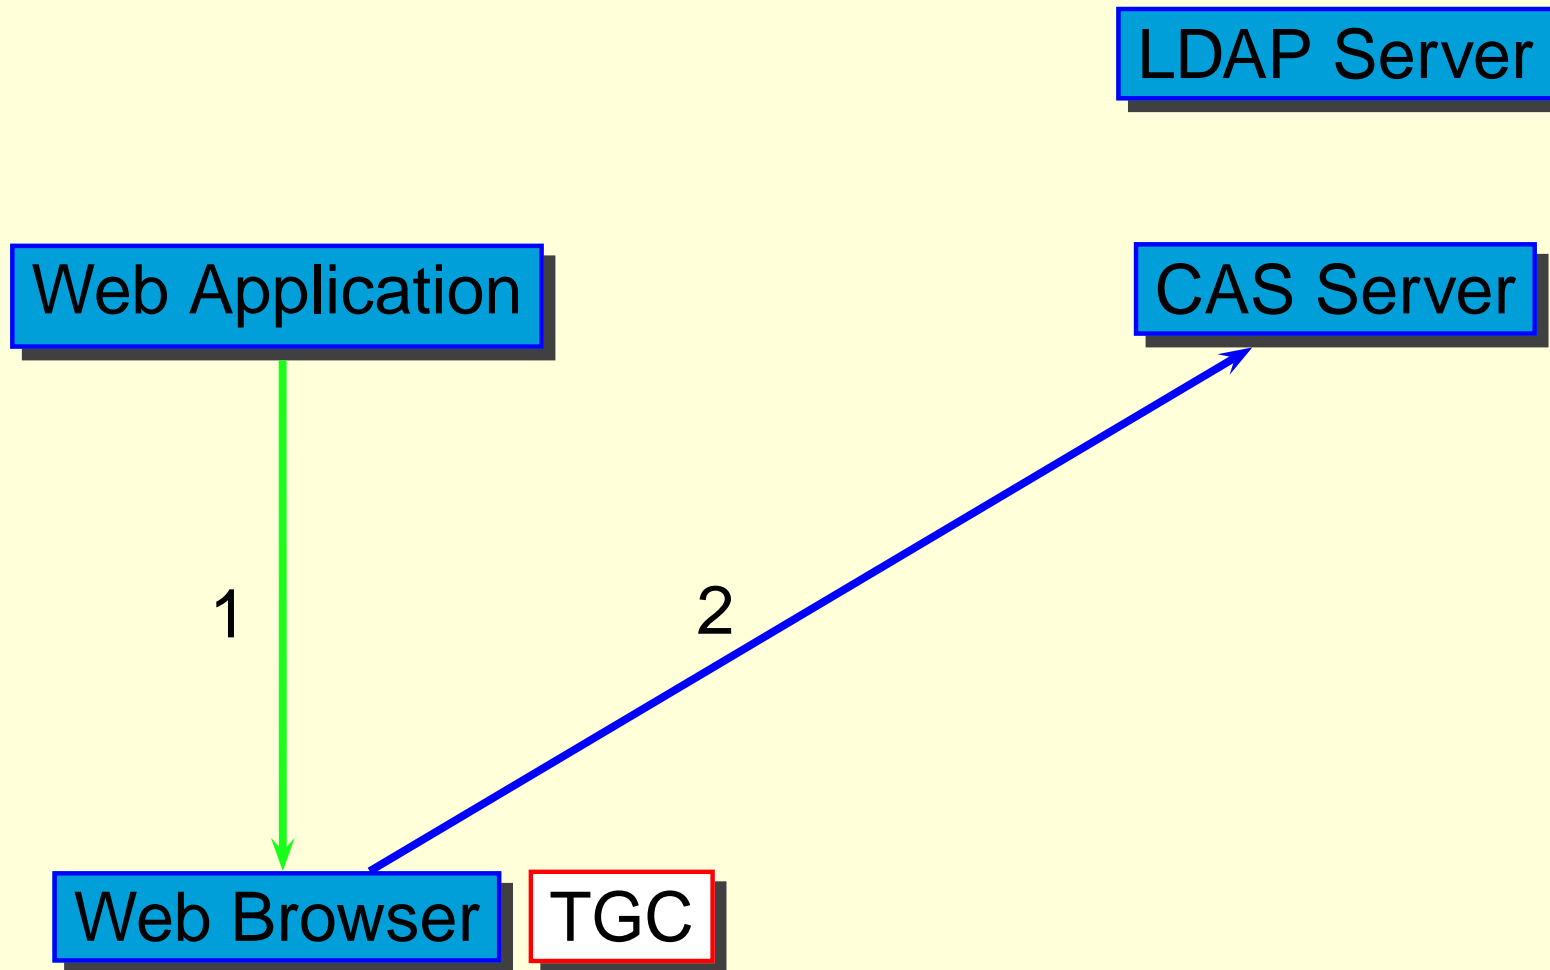 LDAP Server
Web Application
CAS Server
1
2
Web Browser
TGC